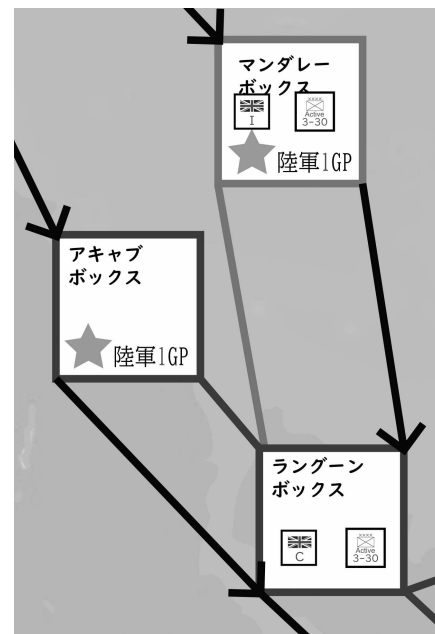 マンダレー
ボックス
I
xxxx
Active
3-30
陸軍1GP
アキャブ
ボックス
陸軍1GP
ラングーン
ボックス
C
xxxx
Active
3-30